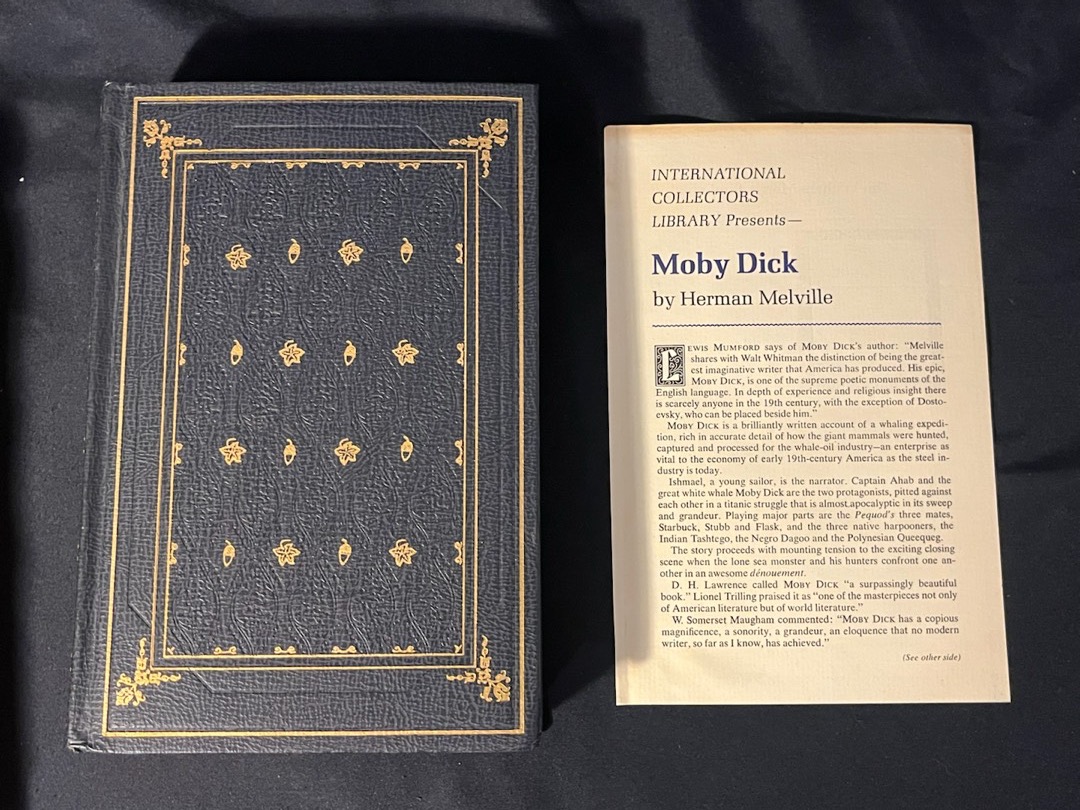 INTERNATIONAL
COLLECTORS
LIBRARY Presents—
Moby Dick
by Herman Melville
LEWIS MUMFORD says of MOBY DICK'S author: “Melville
shares with Walt Whitman the distinction of being the great-
est imaginative writer that America has produced. His epic,
MOBY DICK, is one of the supreme poetic monuments of the
English language. In depth of experience and religious insight there
is scarcely anyone in the 19th century, with the exception of Dosto-
evsky, who can be placed beside him.”
MOBY DICK is a brilliantly written account of a whaling expedi-
tion, rich in accurate detail of how the giant mammals were hunted,
captured and processed for the whale-oil industry—an enterprise as
vital to the economy of early 19th-century America as the steel in-
dustry is today.
Ishmael, a young sailor, is the narrator. Captain Ahab and the
great white whale Moby Dick are the two protagonists, pitted against
each other in a titanic struggle that is almost apocalyptic in its sweep
and grandeur. Playing major parts are the Pequod's three mates,
Starbuck, Stubb and Flask, and the three native harpooners, the
Indian Tashtego, the Negro Dagoo and the Polynesian Queequeg.
The story proceeds with mounting tension to the exciting closing
scene when the lone sea monster and his hunters confront one an-
other in an awesome dénouement.
D. H. Lawrence called MOBY DICK “a surpassingly beautiful
book.” Lionel Trilling praised it as “one of the masterpieces not only
of American literature but of world literature.”
W. Somerset Maugham commented: “MOBY DICK has a copious
magnificence, a sonority, a grandeur, an eloquence that no modern
writer, so far as I know, has achieved.”
(See other side)